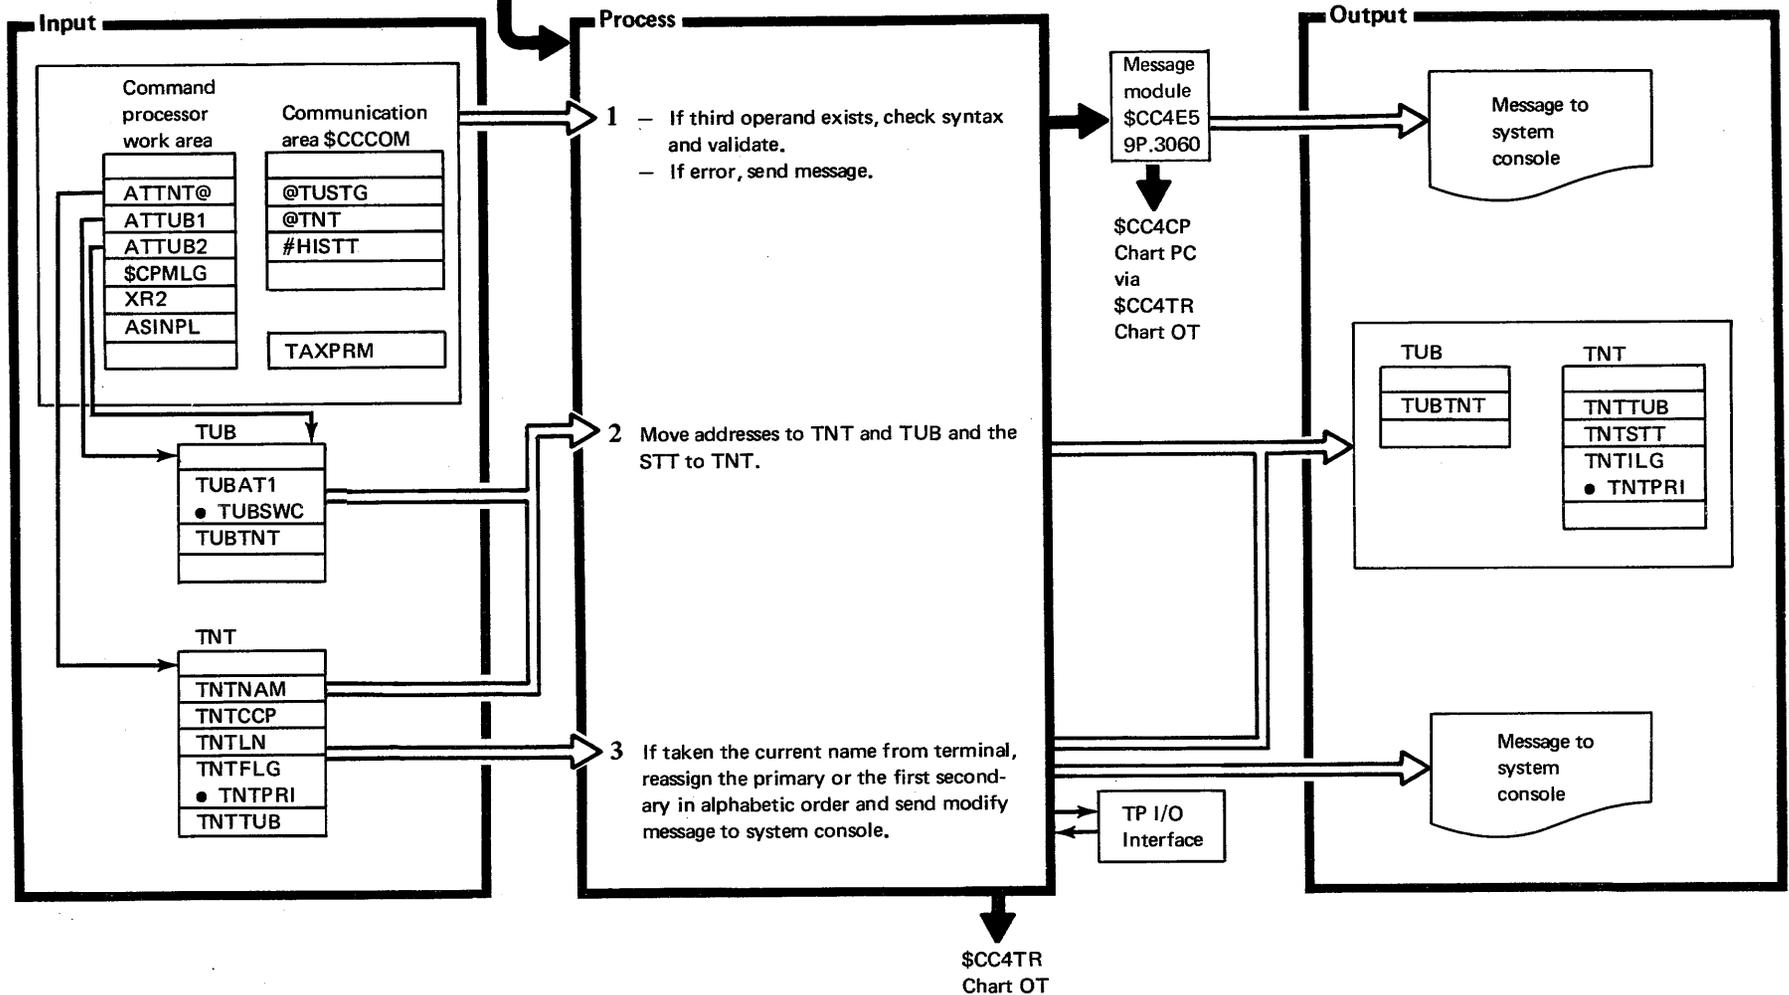 Input
Process
Output
Command
processor
work area
ATTNT@
ATTUB1
ATTUB2
$CPMLG
XR2
ASINPL
Communication
area $CCCOM
@TUSTG
@TNT
#HISTT
TAXPRM
TUB
TUBAT1
● TUBSWC
TUBTNT
TNT
TNTNAM
TNTCCP
TNTLN
TNTFLG
● TNTPRI
TNTTUB
1 — If third operand exists, check syntax
and validate.
— If error, send message.
2 Move addresses to TNT and TUB and the
STT to TNT.
3 If taken the current name from terminal,
reassign the primary or the first second-
ary in alphabetic order and send modify
message to system console.
Message
module
$CC4E5
9P.3060
$CC4CP
Chart PC
via
$CC4TR
Chart OT
TP I/O
Interface
$CC4TR
Chart OT
Message to
system
console
TUB
TUBTNT
TNT
TNTTUB
TNTSTT
TNTILG
● TNTPRI
Message to
system
console